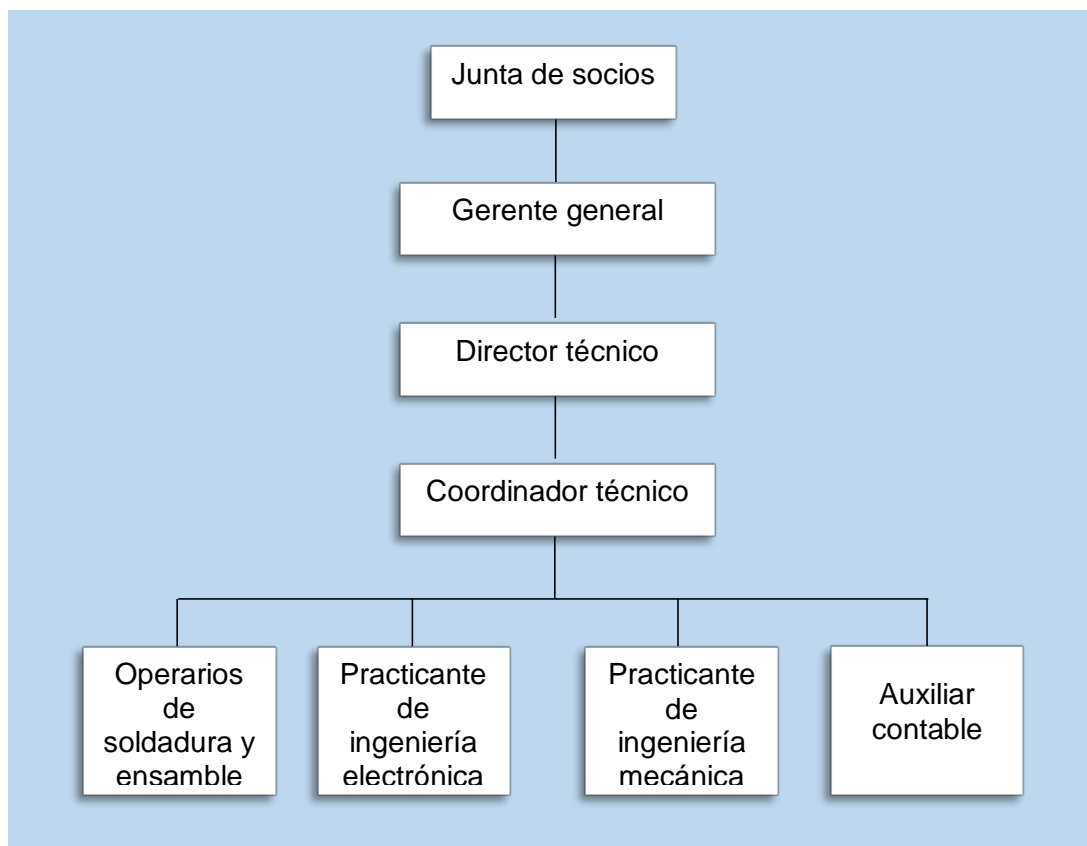 Junta de socios
Gerente general
Director técnico
Coordinador técnico
Operarios
de
soldadura y
ensamble
Practicante
de
ingeniería
electrónica
Practicante
de
ingeniería
mecánica
Auxiliar
contable